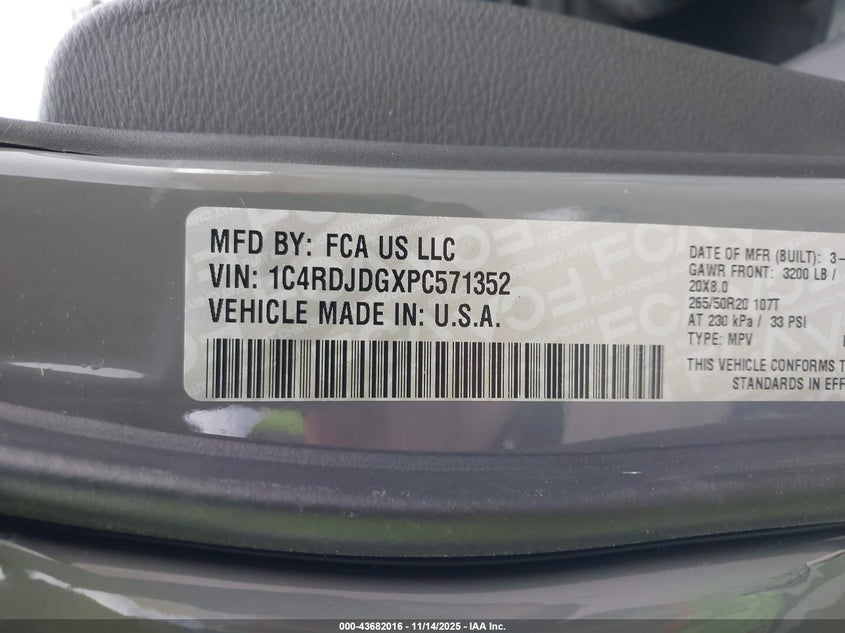 MFD BY: FCA US LLC
VIN: 1C4RDJDGXPC571352
VEHICLE MADE IN: U.S.A.
DATE OF MFR (BUILT): 3-
GAWR FRONT: 3200 LB /
20X8.0
265/50R20 107T
AT 230 kPa / 33 PSI
TYPE: MPV
THIS VEHICLE CONFORMS T
STANDARDS IN EFF
000-43682016 - 11/14/2025 - IAA Inc.